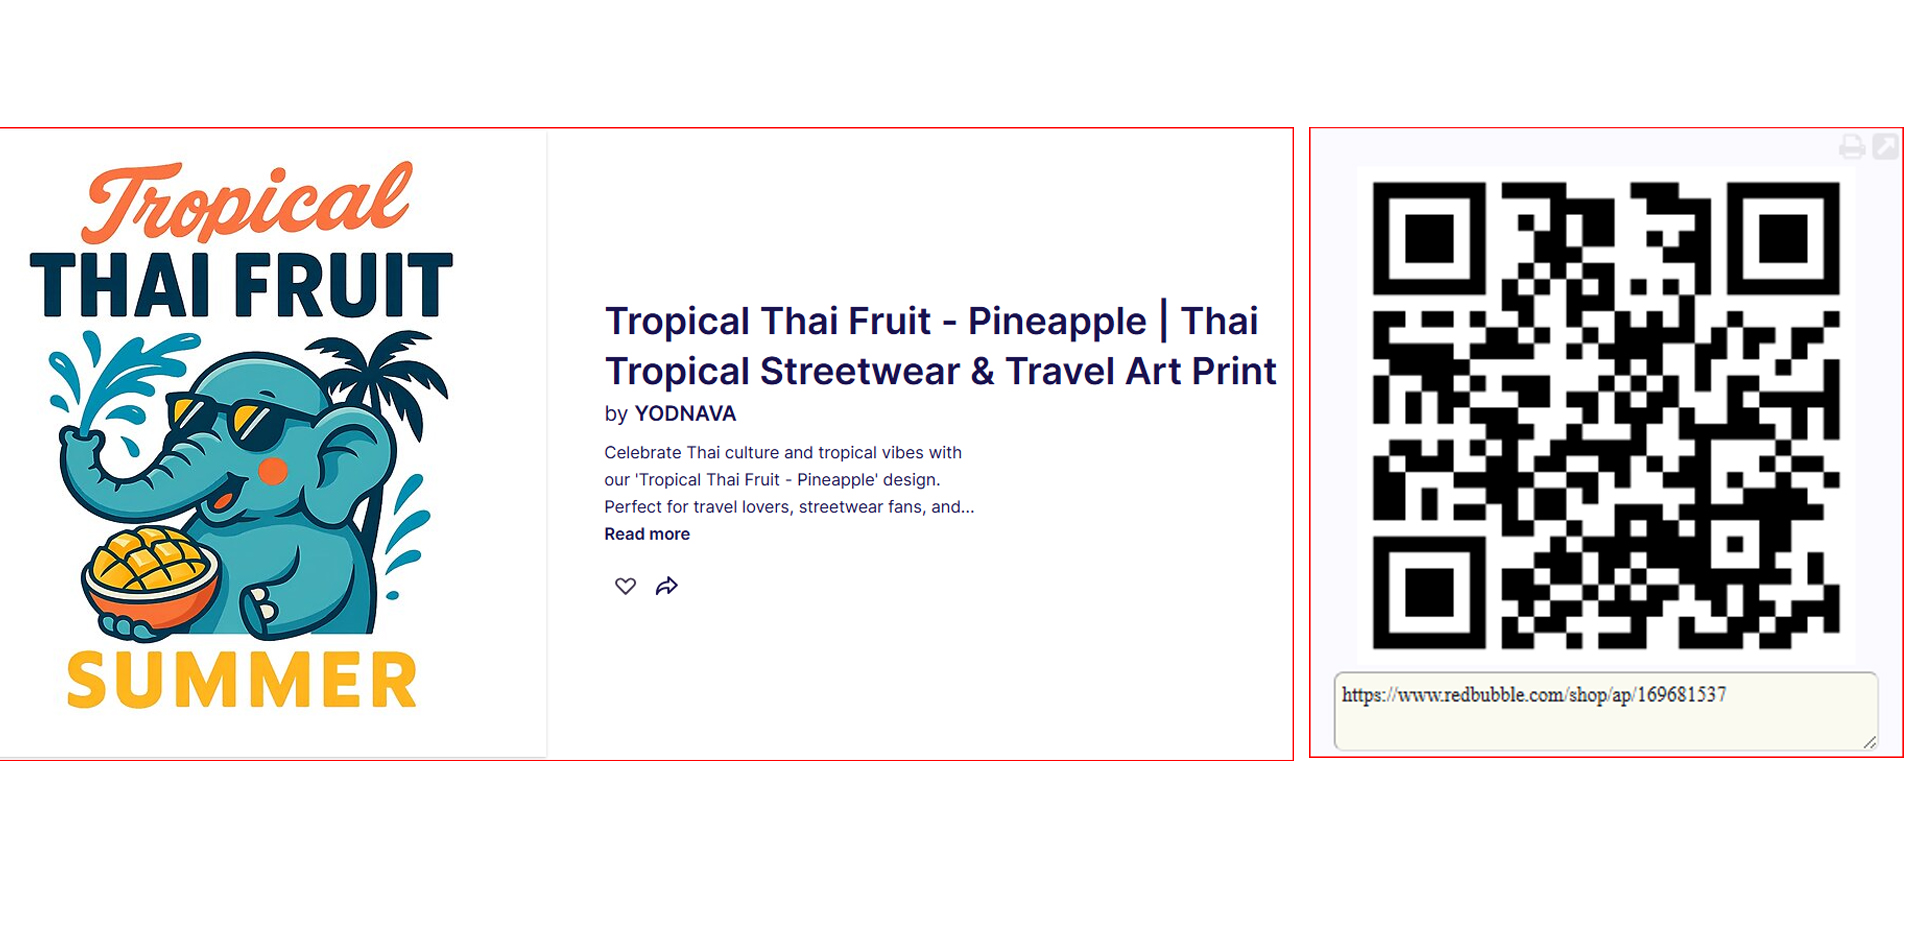 Tropical
THAI FRUIT
SUMMER
Tropical Thai Fruit - Pineapple | Thai
Tropical Streetwear & Travel Art Print
by YODNAVA
Celebrate Thai culture and tropical vibes with
our 'Tropical Thai Fruit - Pineapple' design.
Perfect for travel lovers, streetwear fans, and...
Read more
https://www.redbubble.com/shop/ap/169681537